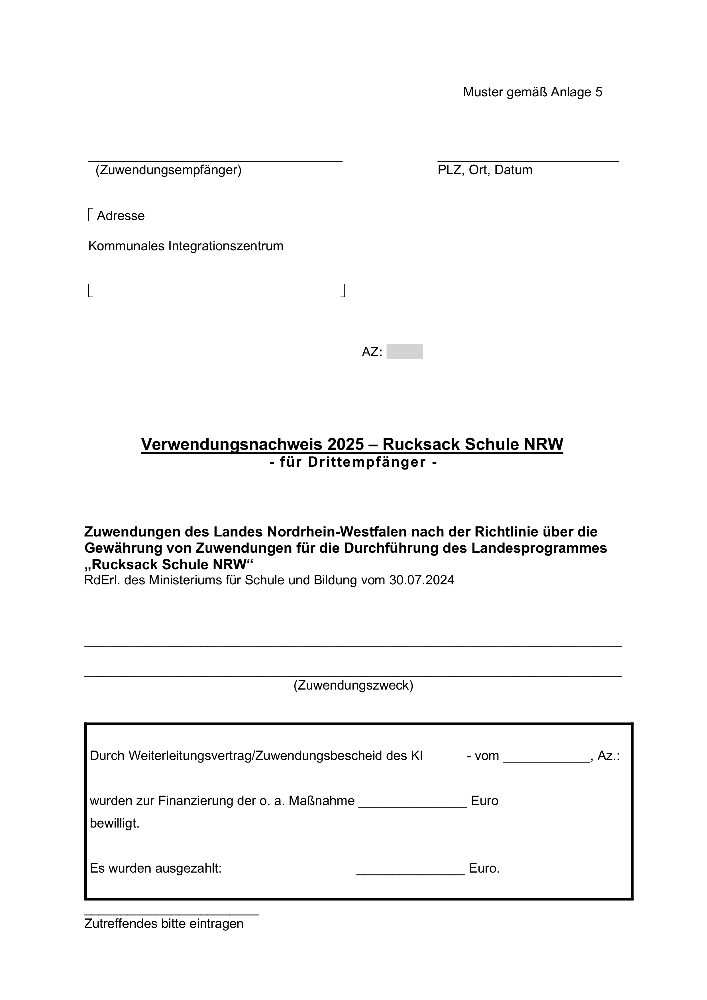 Muster gemäß Anlage 5
(Zuwendungsempfänger) PLZ, Ort, Datum
Adresse
Kommunales Integrationszentrum
AZ:
Verwendungsnachweis 2025 – Rucksack Schule NRW
- für Drittempfänger -
Zuwendungen des Landes Nordrhein-Westfalen nach der Richtlinie über die
Gewährung von Zuwendungen für die Durchführung des Landesprogrammes
„Rucksack Schule NRW“
RdErl. des Ministeriums für Schule und Bildung vom 30.07.2024
(Zuwendungszweck)
Durch Weiterleitungsvertrag/Zuwendungsbescheid des KI - vom ____________, Az.:
wurden zur Finanzierung der o. a. Maßnahme _______________ Euro
bewilligt.
Es wurden ausgezahlt: _______________ Euro.
Zutreffendes bitte eintragen